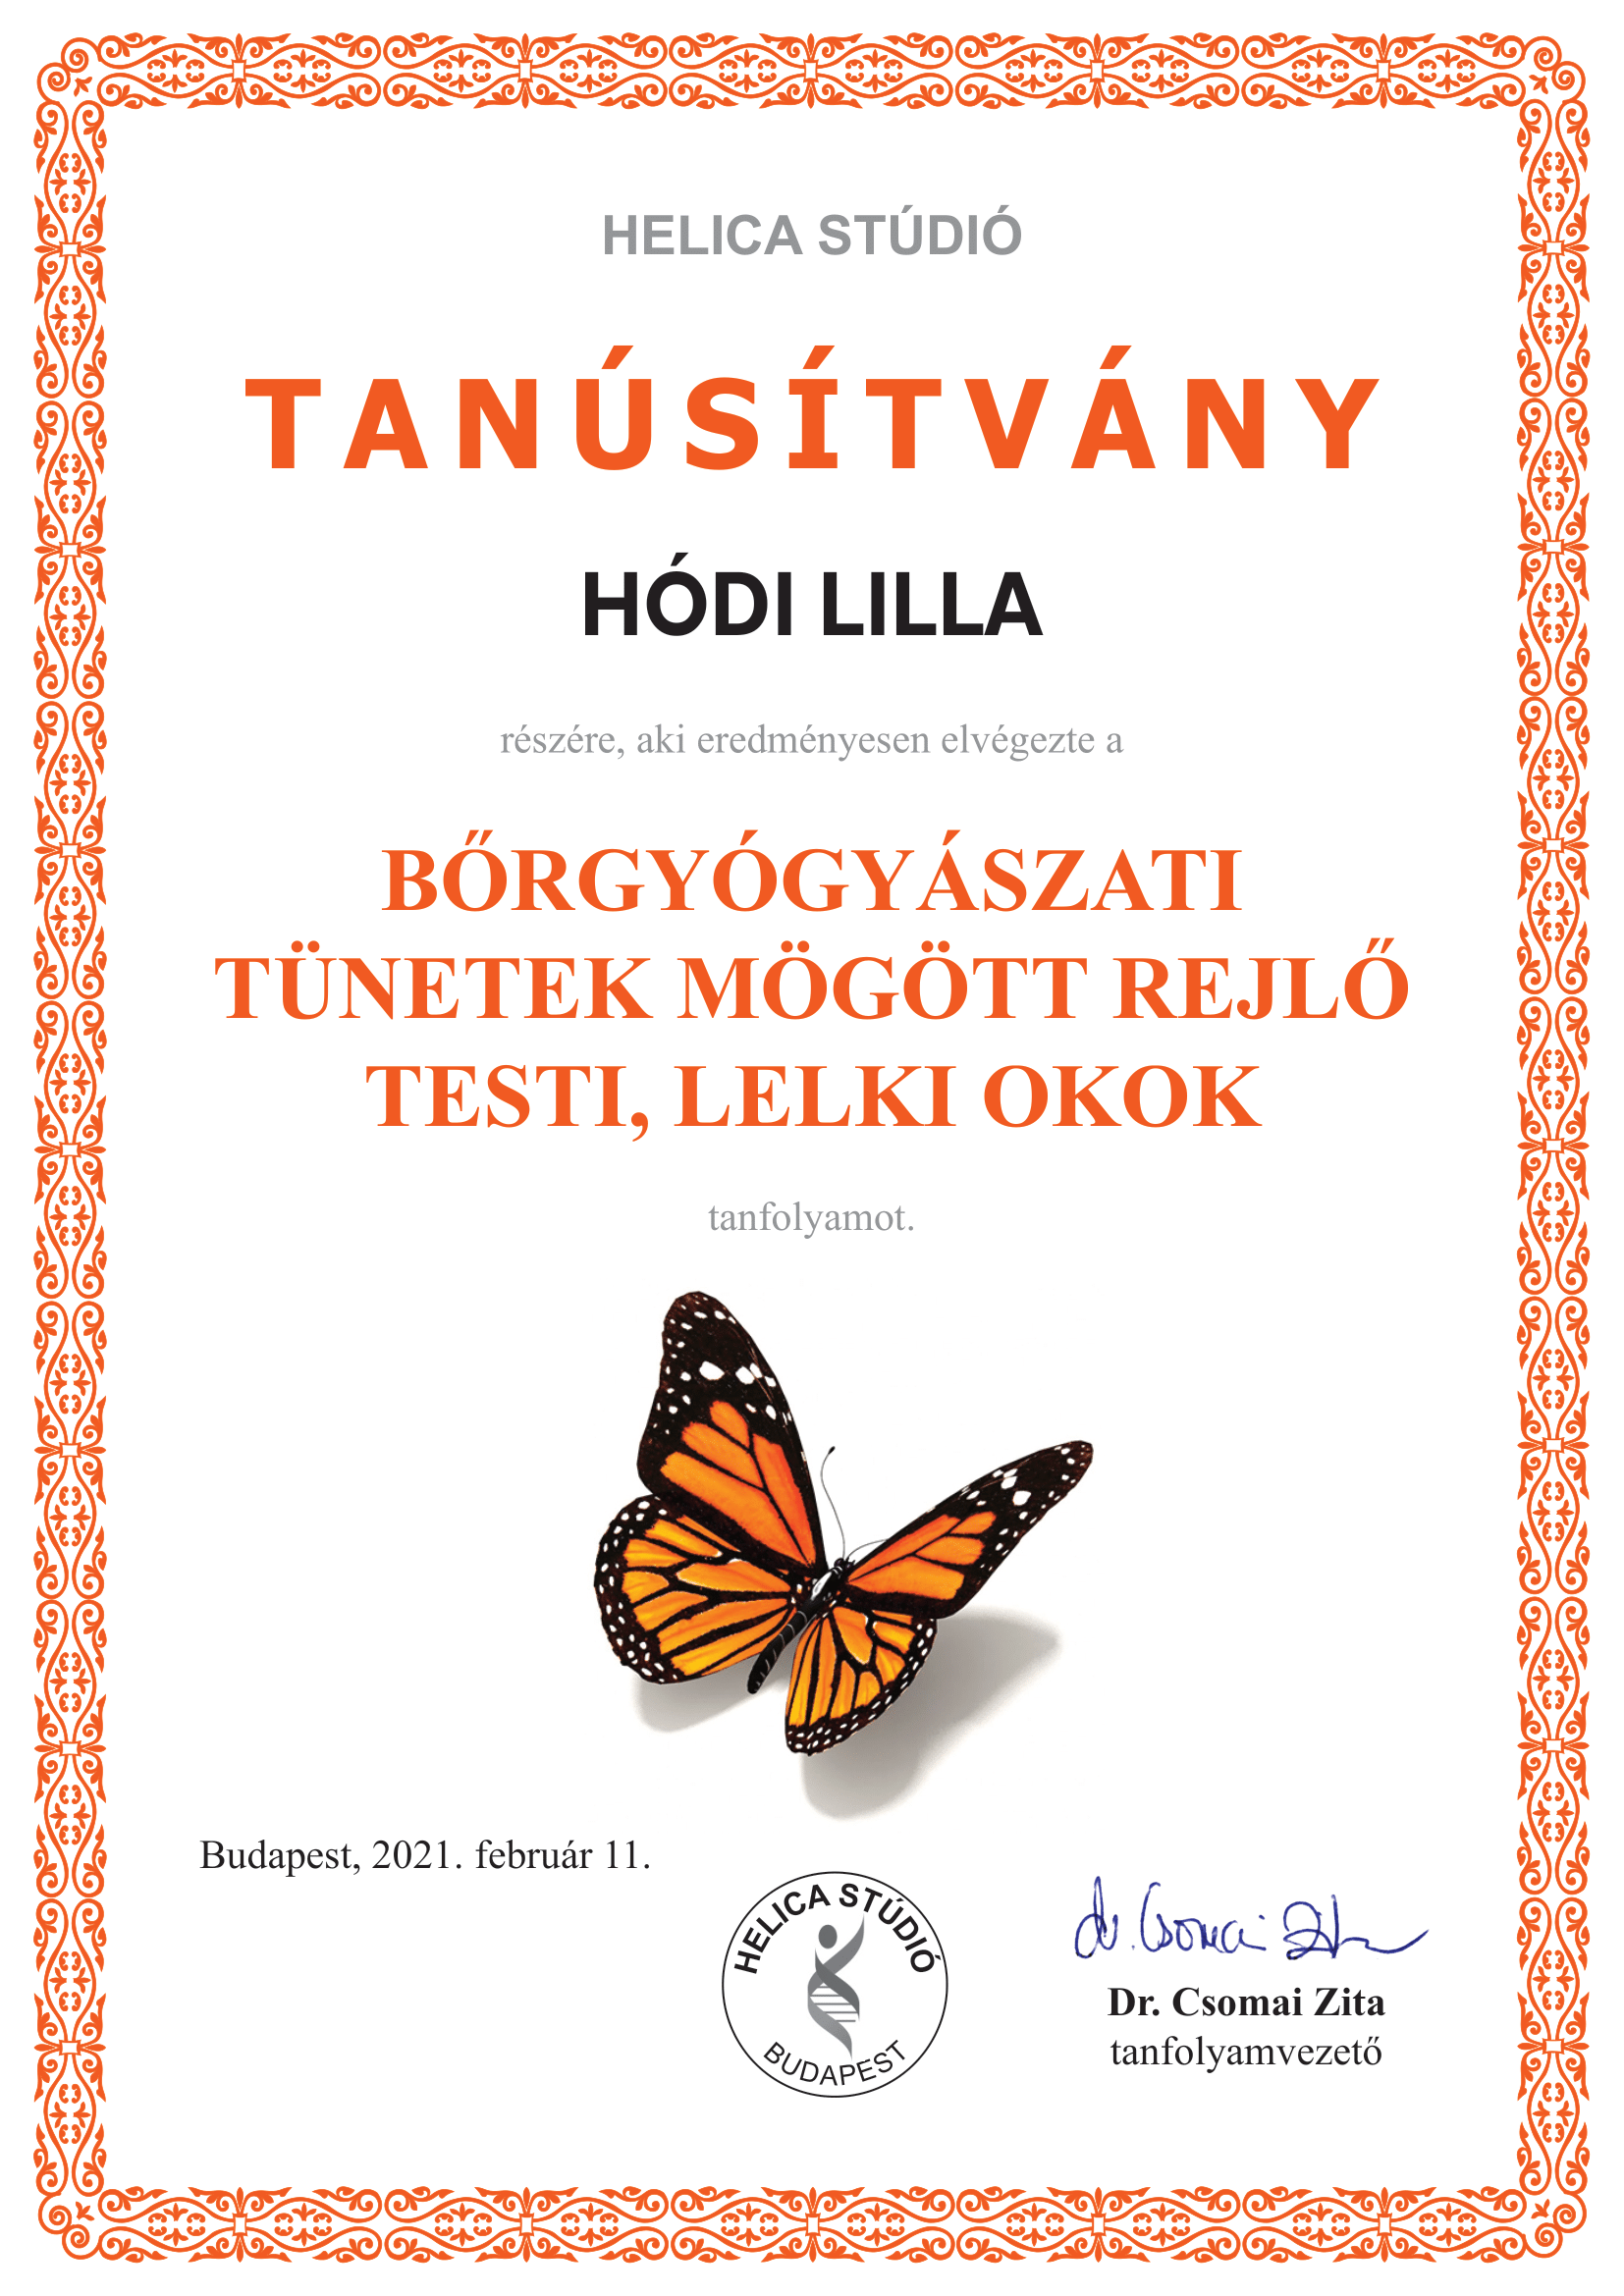 HELICA STÚDIÓ
TANÚSÍTVÁNY
HÓDI LILLA
részére, aki eredményesen elvégezte a
BŐRGYÓGYÁSZATI
TÜNETEK MÖGÖTT REJLŐ
TESTI, LELKI OKOK
tanfolyamot.
Budapest, 2021. február 11.
HELICA STÚDIÓ
BUDAPEST
dr. Csomai Zita
Dr. Csomai Zita
tanfolyamvezető